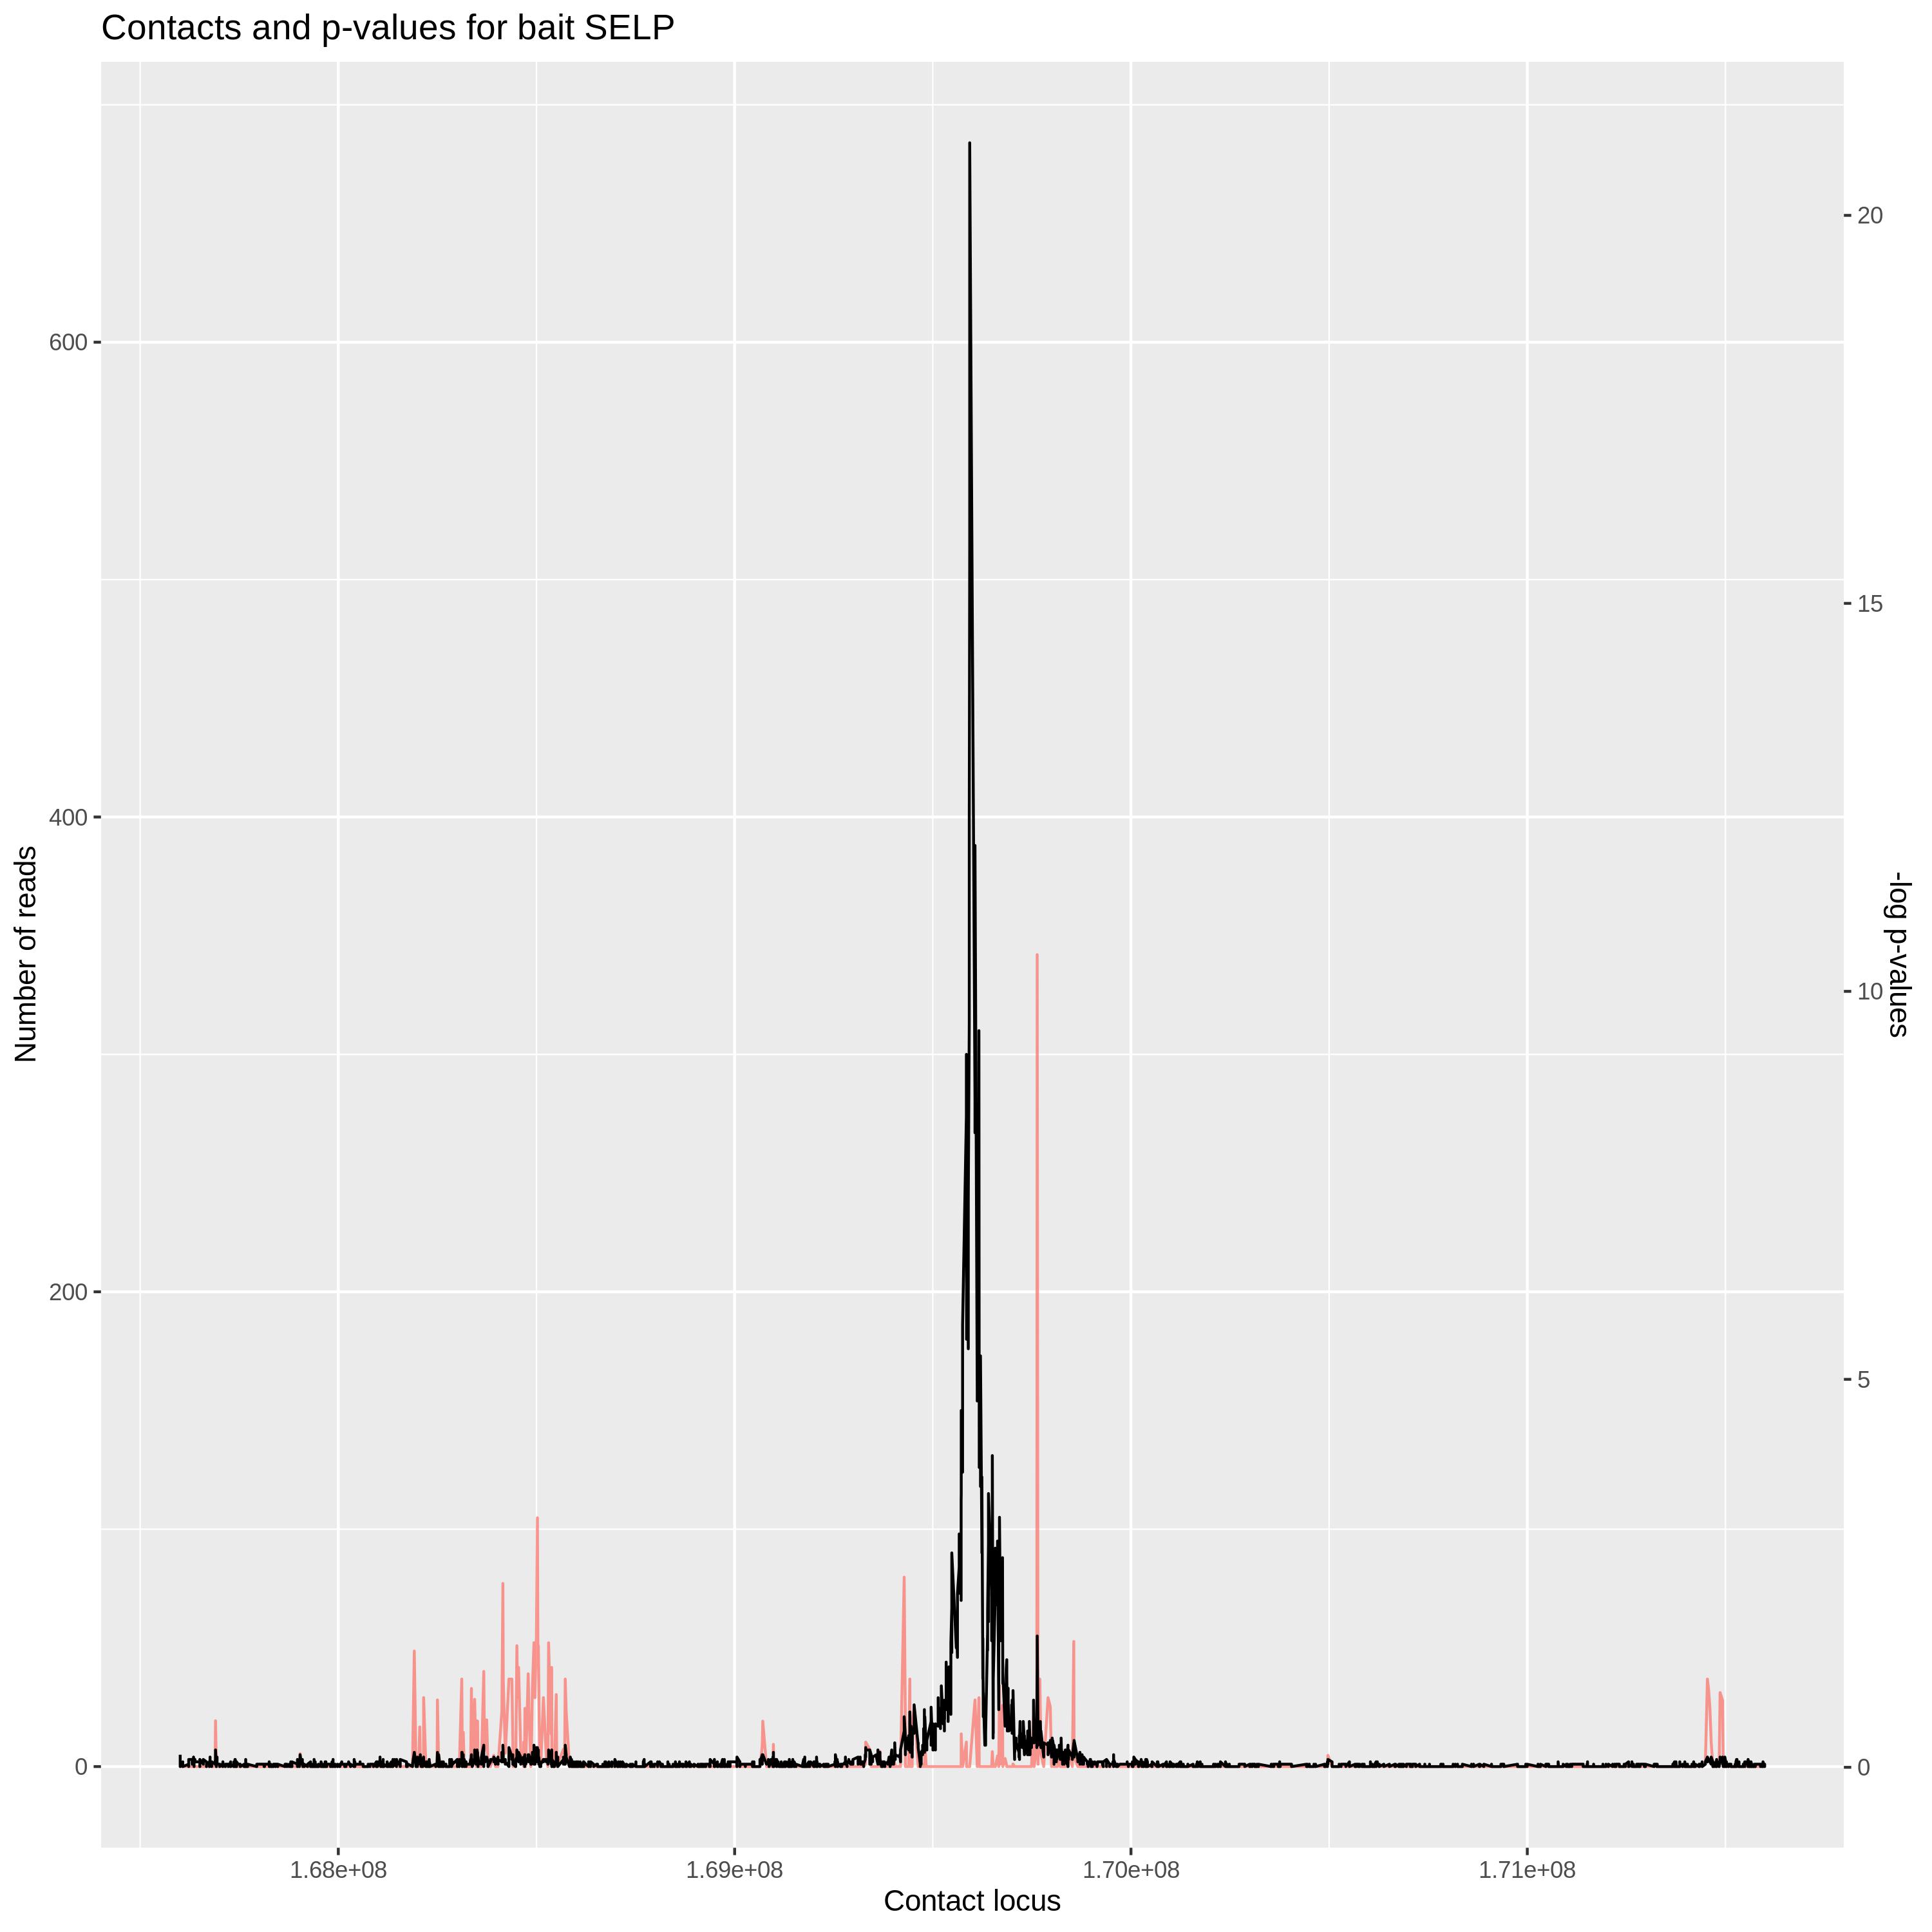 Contacts and p-values for bait SELP
Number of reads
600
400
200
0
20
15
10
5
0
-log p-values
1.68e+08 1.69e+08 1.70e+08 1.71e+08
Contact locus